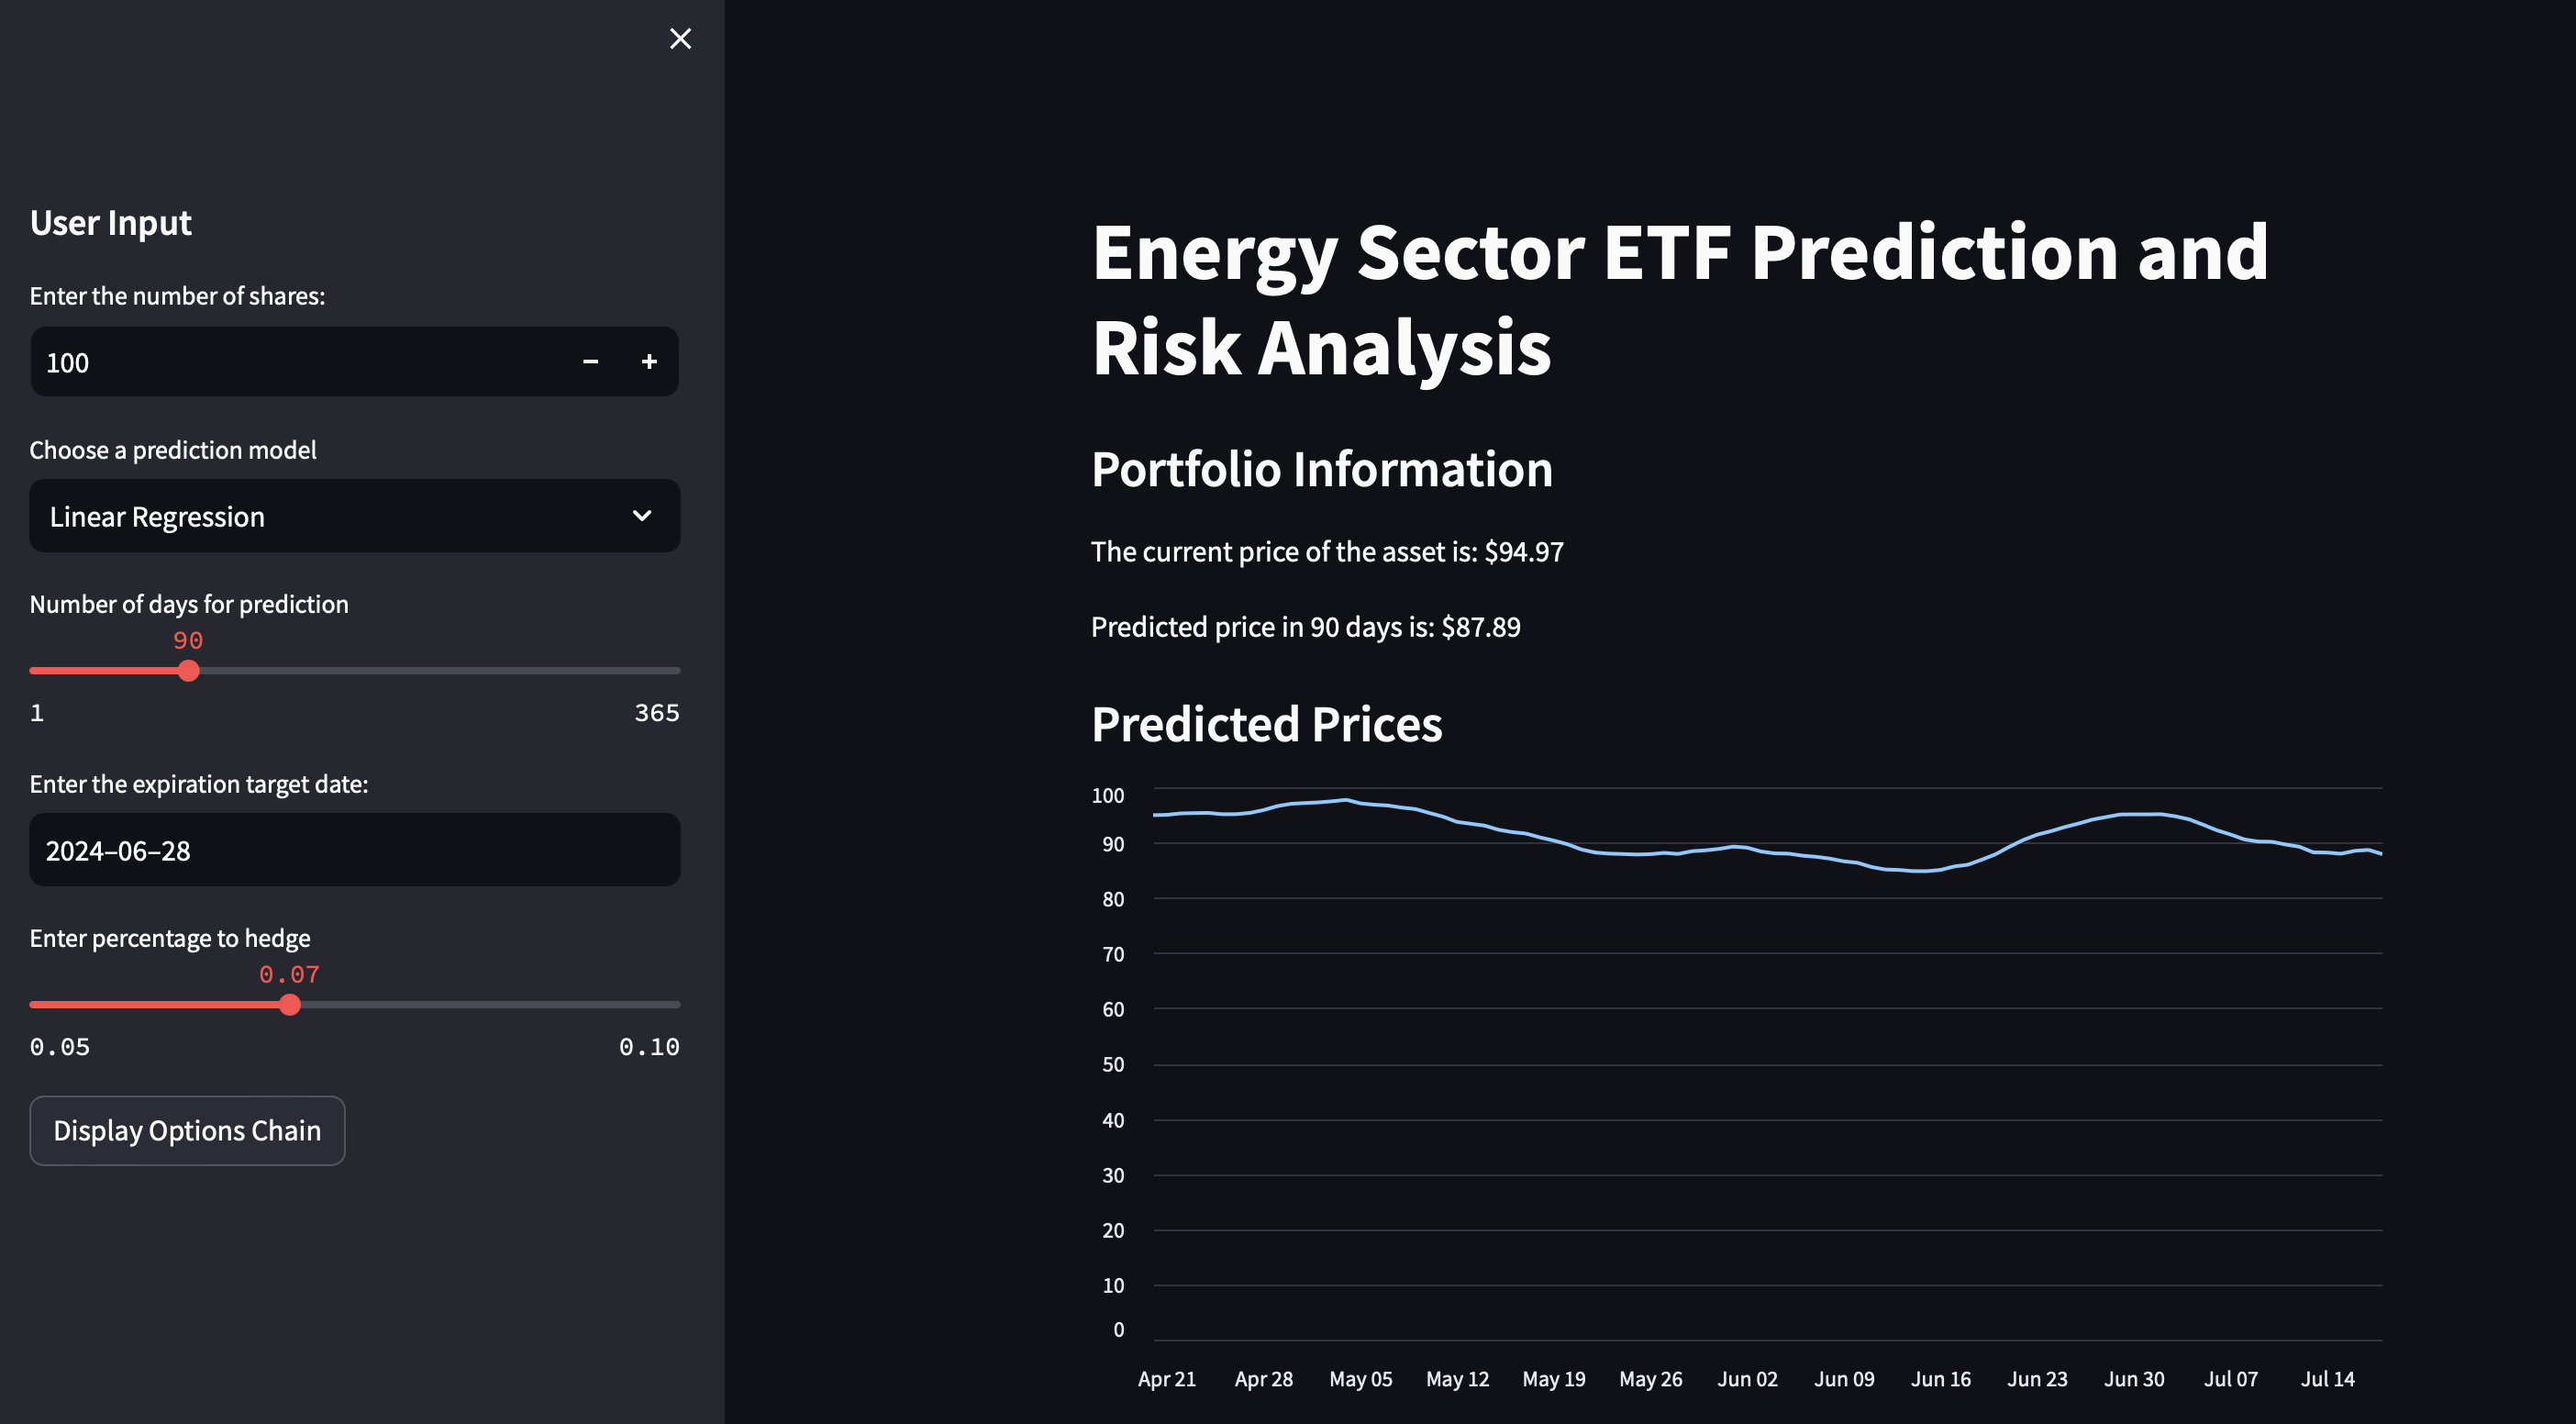 User Input
Enter the number of shares:
100
Choose a prediction model
Linear Regression
Number of days for prediction
90
1 365
Enter the expiration target date:
2024–06–28
Enter percentage to hedge
0.07
0.05 0.10
Display Options Chain
Energy Sector ETF Prediction and
Risk Analysis
Portfolio Information
The current price of the asset is: $94.97
Predicted price in 90 days is: $87.89
Predicted Prices
100
90
80
70
60
50
40
30
20
10
0
Apr 21 Apr 28 May 05 May 12 May 19 May 26 Jun 02 Jun 09 Jun 16 Jun 23 Jun 30 Jul 07 Jul 14